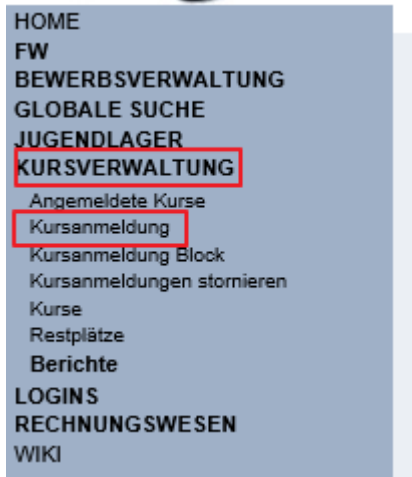 HOME
FW
BEWERBSVERWALTUNG
GLOBALE SUCHE
JUGENDLAGER
KURSVERWALTUNG
Angemeldete Kurse
Kursanmeldung
Kursanmeldung Block
Kursanmeldungen stornieren
Kurse
Restplätze
Berichte
LOGINS
RECHNUNGSWESEN
WIKI